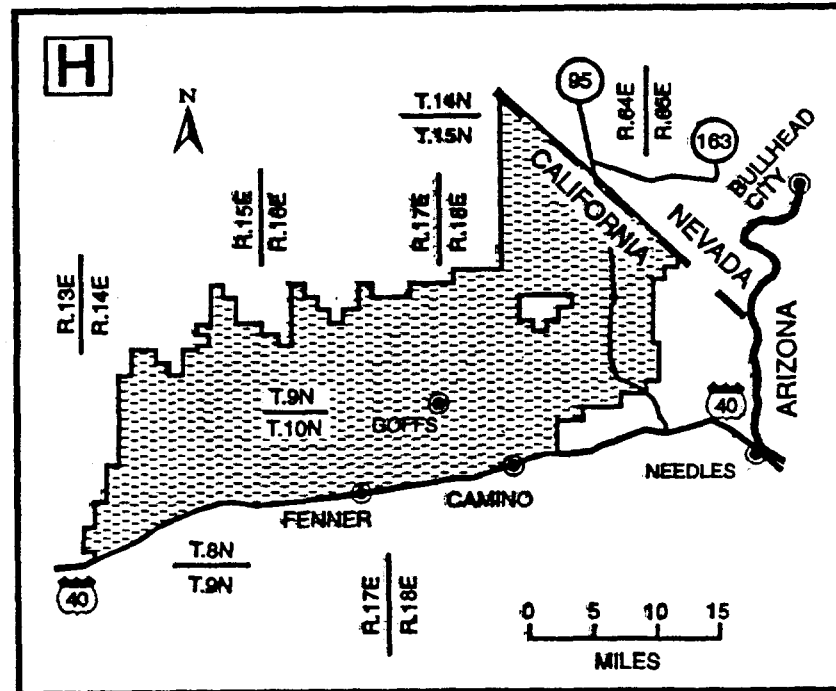 H
N
T.14N
T.15N
95
R.64E
R.65E
163
BULLHEAD
CITY
R.15E
R.16E
R.17E
R.18E
CALIFORNIA
NEVADA
R.13E
R.14E
ARIZONA
T.9N
T.10N
GOFFS
40
NEEDLES
CAMINO
FENNER
T.8N
T.9N
40
R.17E
R.18E
0 5 10 15
MILES